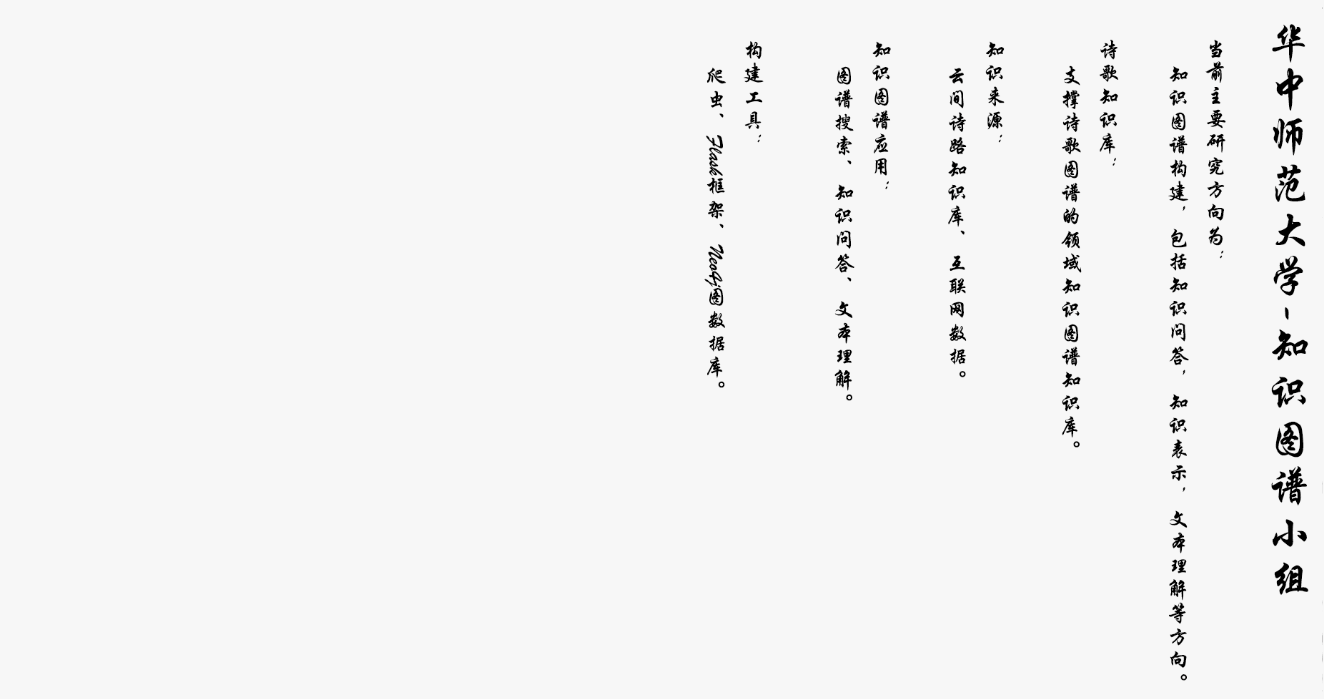 华中师范大学-知识图谱小组
当前主要研究方向为：
知识图谱构建，包括知识问答，知识表示，文本理解等方向。
诗歌知识库：
支撑诗歌图谱的领域知识图谱知识库。
知识来源：
云间诗路知识库、互联网数据。
知识图谱应用：
图谱搜索、知识问答、文本理解。
构建工具：
爬虫、Flask框架、Neo4j图数据库。